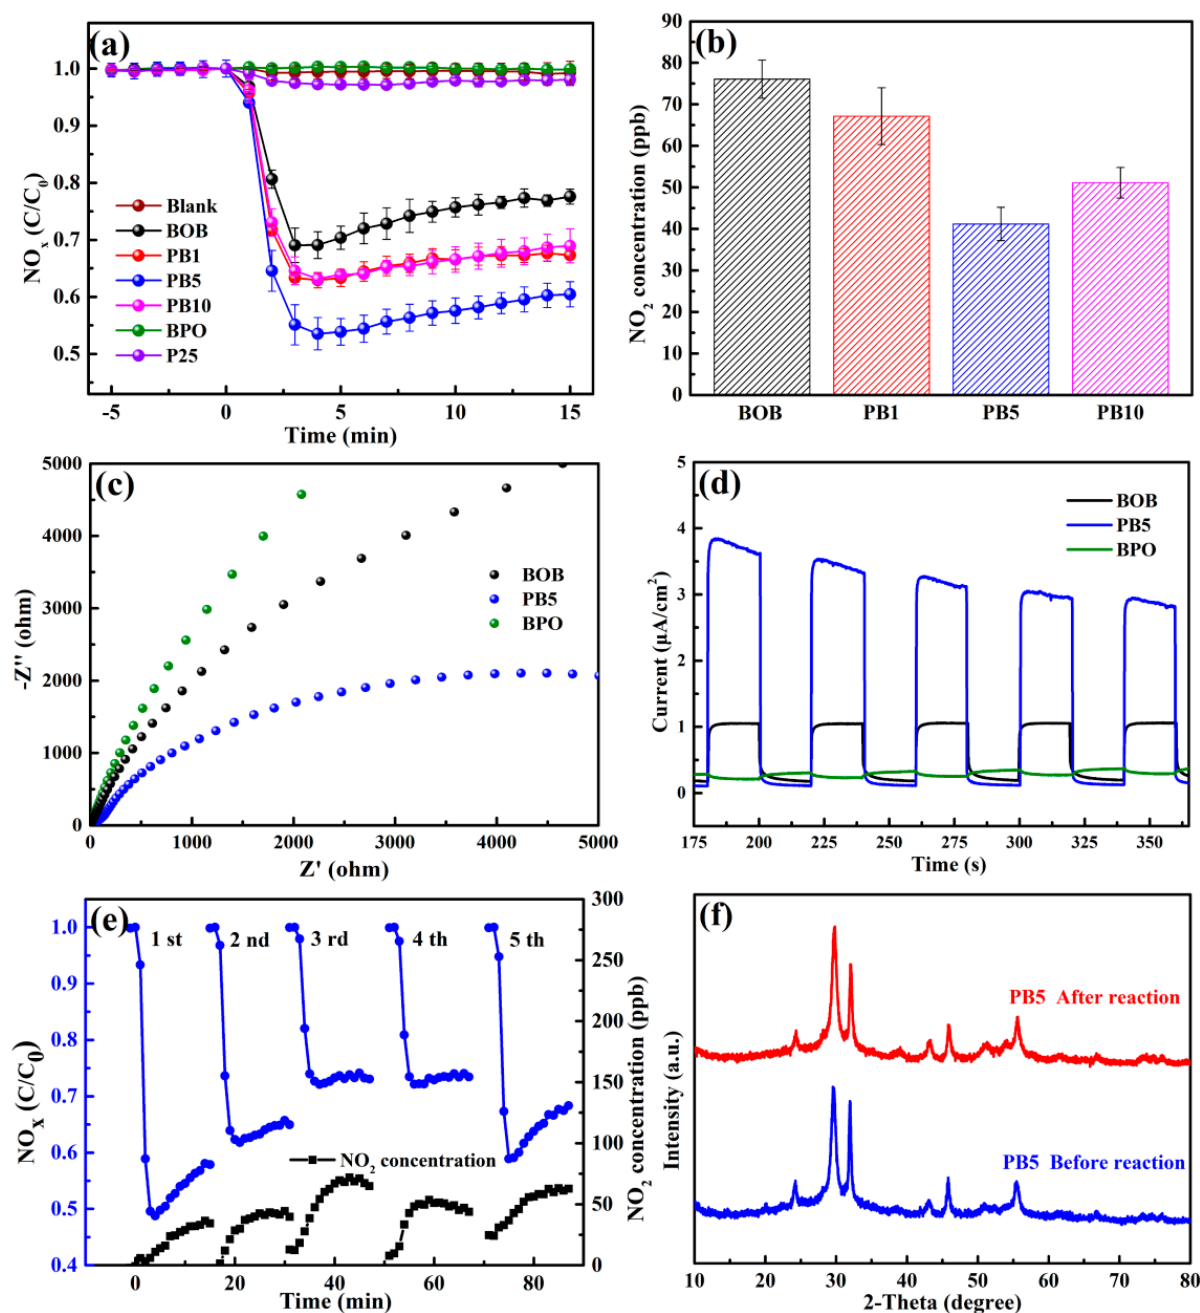 (a)
NOx (C/C0)
1.0
0.9
0.8
0.7
0.6
0.5
Blank
BOB
PB1
PB5
PB10
BPO
P25
-5 0 5 10 15
Time (min)
(b)
NO2 concentration (ppb)
90
80
70
60
50
40
30
20
10
0
BOB PB1 PB5 PB10
(c)
-Z'' (ohm)
5000
4000
3000
2000
1000
0
BOB
PB5
BPO
0 1000 2000 3000 4000 5000
Z' (ohm)
(d)
Current (μA/cm2)
5
4
3
2
1
0
BOB
PB5
BPO
175 200 225 250 275 300 325 350
Time (s)
(e)
NOX (C/C0)
1.0
0.9
0.8
0.7
0.6
0.5
0.4
1 st 2 nd 3 rd 4 th 5 th
NO2 concentration
NO2 concentration (ppb)
300
250
200
150
100
50
0
0 20 40 60 80
Time (min)
(f)
Intensity (a.u.)
PB5 After reaction
PB5 Before reaction
10 20 30 40 50 60 70 80
2-Theta (degree)